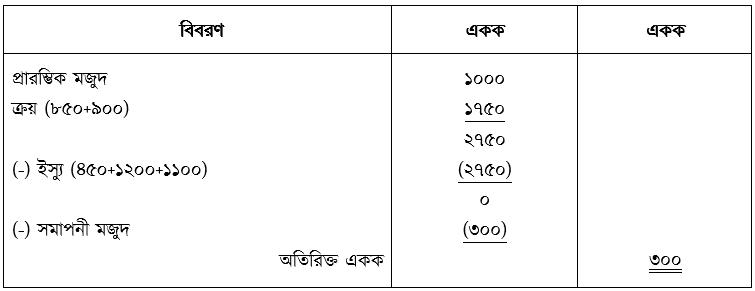 বিবরণ একক একক
প্রারম্ভিক মজুদ ১০০০
ক্রয় (৮৫০+৯০০) ১৭৫০
২৭৫০
(-) ইস্যু (৪৫০+১২০০+১১০০) (২৭৫০)
০
(-) সমাপনী মজুদ (৩০০)
অতিরিক্ত একক ৩০০